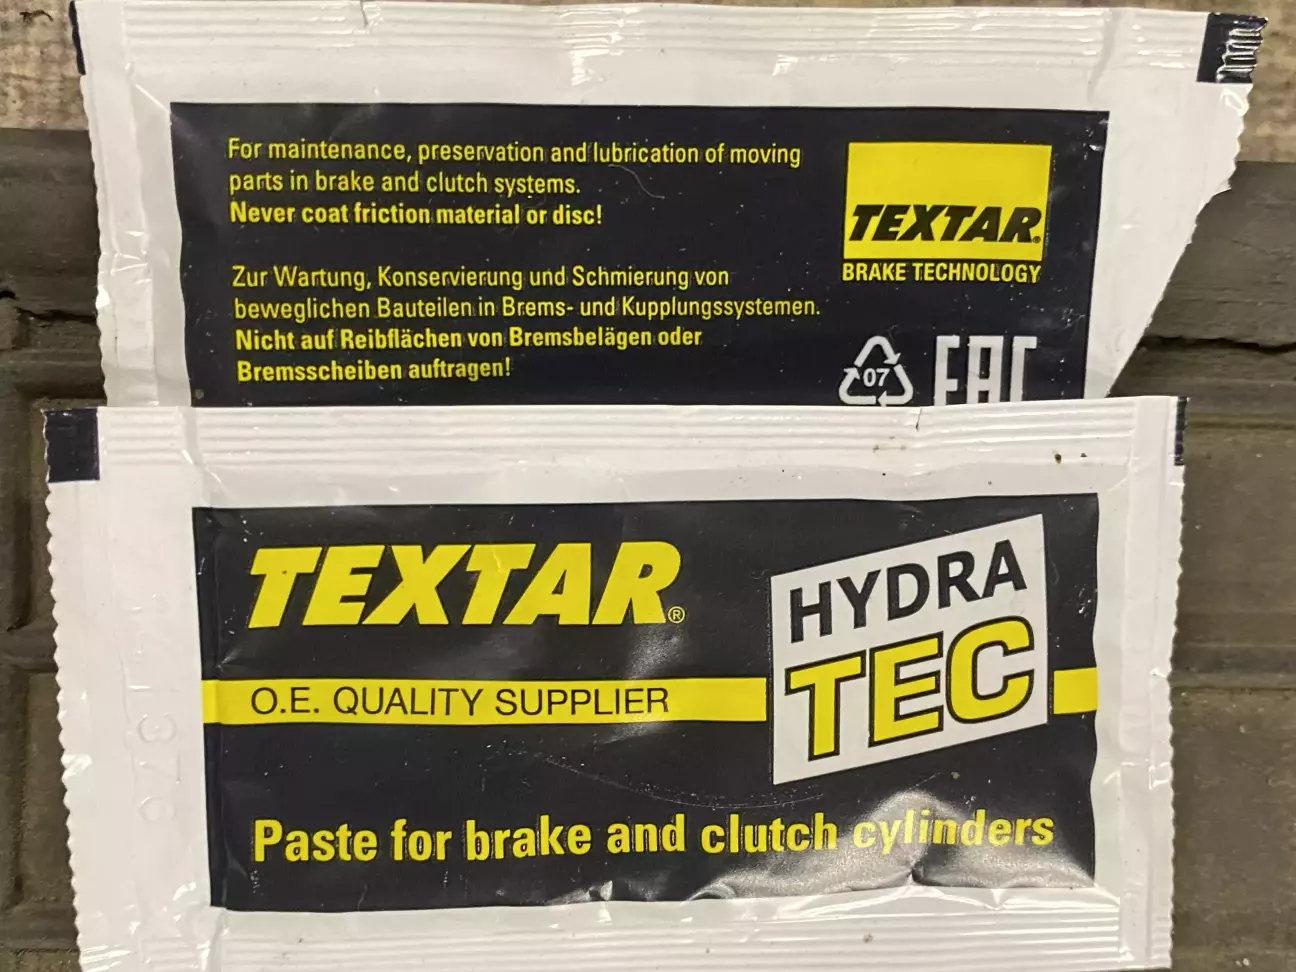 For maintenance, preservation and lubrication of moving
parts in brake and clutch systems.
Never coat friction material or disc!
Zur Wartung, Konservierung und Schmierung von
beweglichen Bauteilen in Brems- und Kupplungssystemen.
Nicht auf Reibflächen von Bremsbelägen oder
Bremsscheiben auftragen!
TEXTAR®
BRAKE TECHNOLOGY
07
EAC
TEXTAR®
O.E. QUALITY SUPPLIER
HYDRA
TEC
Paste for brake and clutch cylinders